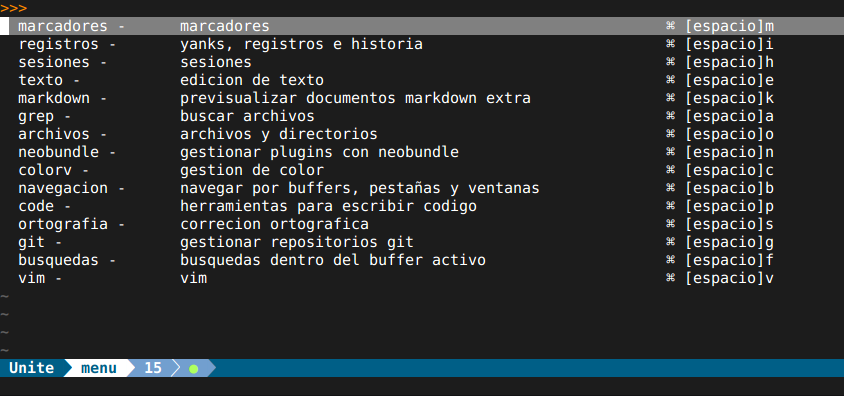 >>>
marcadores - marcadores ⌘ [espacio]m
registros - yanks, registros e historia ⌘ [espacio]i
sesiones - sesiones ⌘ [espacio]h
texto - edicion de texto ⌘ [espacio]e
markdown - previsualizar documentos markdown extra ⌘ [espacio]k
grep - buscar archivos ⌘ [espacio]a
archivos - archivos y directorios ⌘ [espacio]o
neobundle - gestionar plugins con neobundle ⌘ [espacio]n
colorv - gestion de color ⌘ [espacio]c
navegacion - navegar por buffers, pestañas y ventanas ⌘ [espacio]b
code - herramientas para escribir codigo ⌘ [espacio]p
ortografia - correcion ortografica ⌘ [espacio]s
git - gestionar repositorios git ⌘ [espacio]g
busquedas - busquedas dentro del buffer activo ⌘ [espacio]f
vim - vim ⌘ [espacio]v
~
~
~
~
Unite menu 15